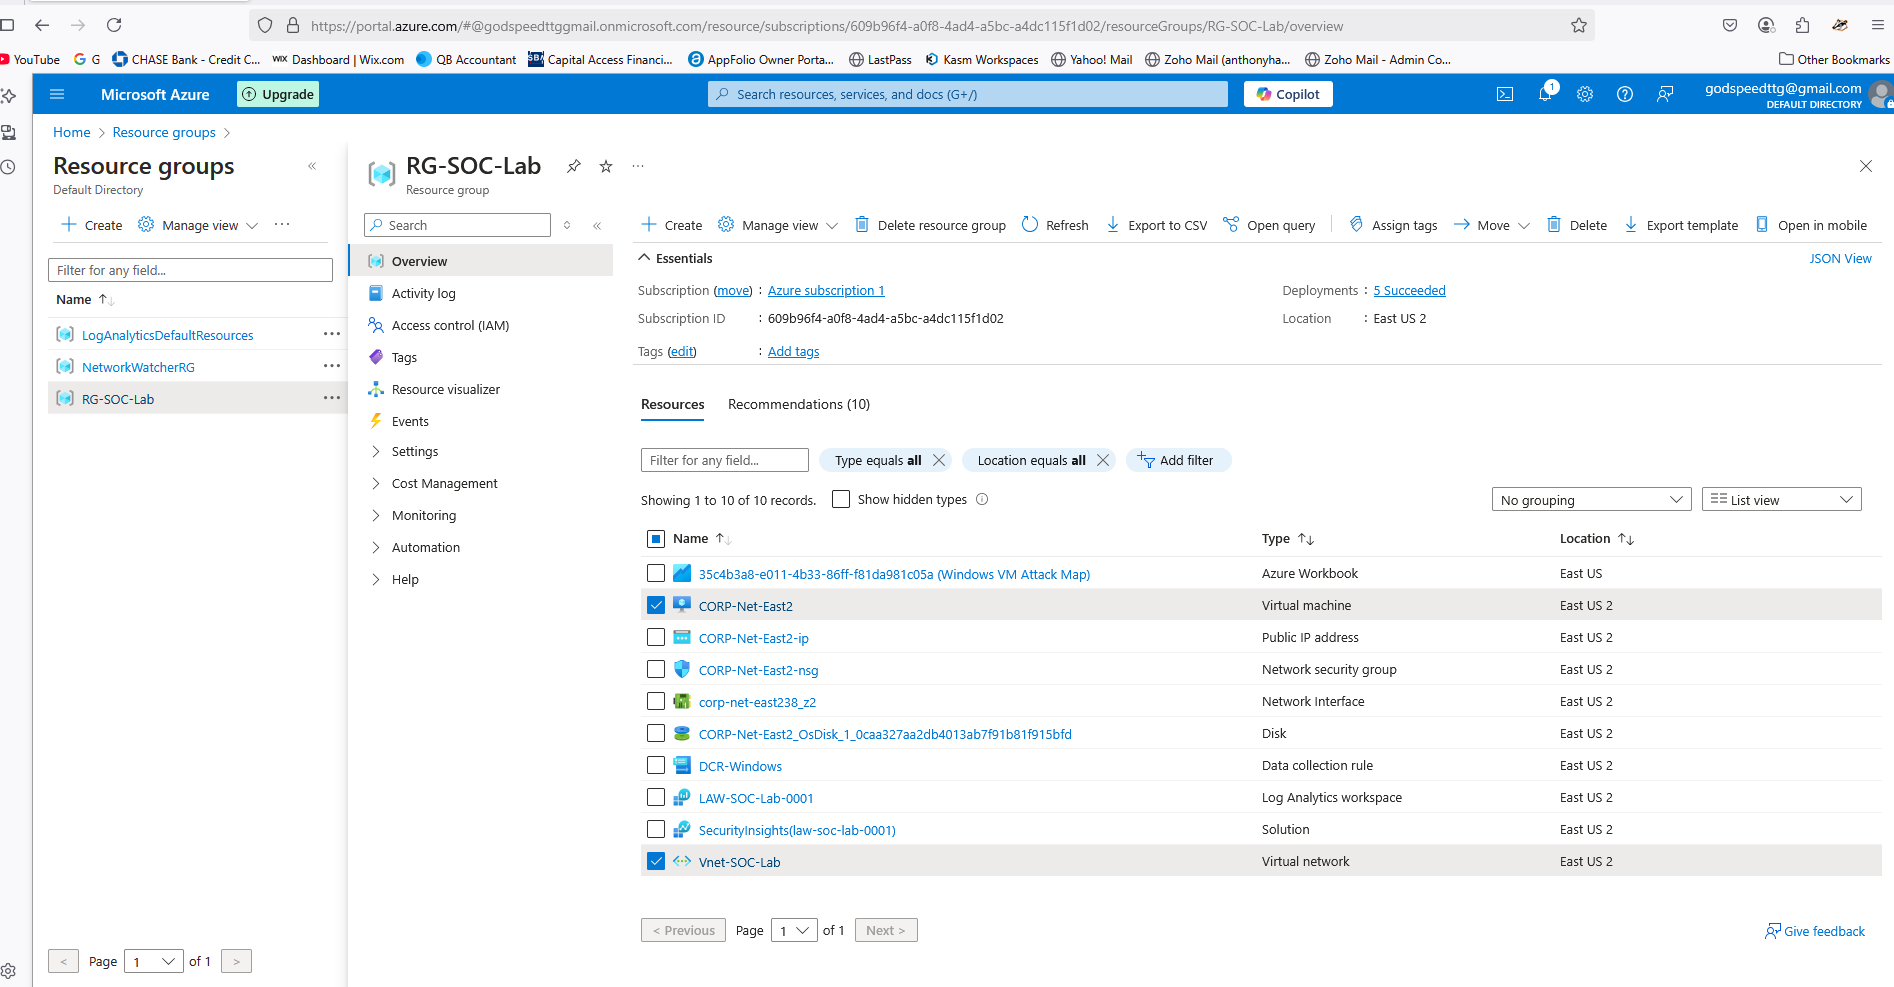 https://portal.azure.com/#@godspeedttggmail.onmicrosoft.com/resource/subscriptions/609b96f4-a0f8-4ad4-a5bc-a4dc115f1d02/resourceGroups/RG-SOC-Lab/overview
YouTube G CHASE Bank - Credit C... WIX Dashboard | Wix.com QB Accountant SBA Capital Access Financi... AppFolio Owner Porta... LastPass Kasm Workspaces Yahoo! Mail Zoho Mail (anthonyha... Zoho Mail - Admin Co... Other Bookmarks
Microsoft Azure Upgrade Search resources, services, and docs (G+/) Copilot 1 godspeedttg@gmail.com
DEFAULT DIRECTORY
Home > Resource groups >
Resource groups «
Default Directory
+ Create Manage view ...
Filter for any field...
Name ↑↓
LogAnalyticsDefaultResources ...
NetworkWatcherRG ...
RG-SOC-Lab ...
< Page 1 of 1 >
RG-SOC-Lab ...
Resource group
Search «
Overview
Activity log
Access control (IAM)
Tags
Resource visualizer
Events
Settings
Cost Management
Monitoring
Automation
Help
+ Create Manage view Delete resource group Refresh Export to CSV Open query Assign tags Move Delete Export template Open in mobile
Essentials JSON View
Subscription (move) : Azure subscription 1 Deployments : 5 Succeeded
Subscription ID : 609b96f4-a0f8-4ad4-a5bc-a4dc115f1d02 Location : East US 2
Tags (edit) : Add tags
Resources Recommendations (10)
Filter for any field... Type equals all Location equals all Add filter
Showing 1 to 10 of 10 records. Show hidden types No grouping List view
Name ↑↓ Type ↑↓ Location ↑↓
35c4b3a8-e011-4b33-86ff-f81da981c05a (Windows VM Attack Map) Azure Workbook East US
CORP-Net-East2 Virtual machine East US 2
CORP-Net-East2-ip Public IP address East US 2
CORP-Net-East2-nsg Network security group East US 2
corp-net-east238_z2 Network Interface East US 2
CORP-Net-East2_OsDisk_1_0caa327aa2db4013ab7f91b81f915bfd Disk East US 2
DCR-Windows Data collection rule East US 2
LAW-SOC-Lab-0001 Log Analytics workspace East US 2
SecurityInsights(law-soc-lab-0001) Solution East US 2
Vnet-SOC-Lab Virtual network East US 2
< Previous Page 1 of 1 Next > Give feedback